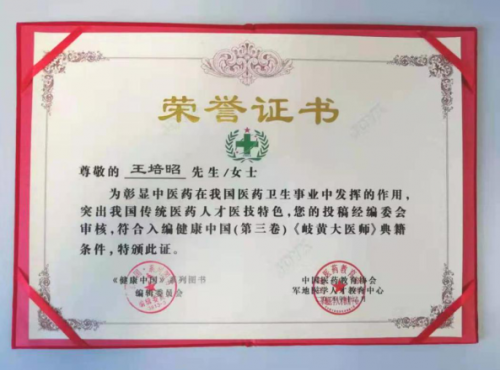 荣誉证书
尊敬的 王培昭 先生/女士
为彰显中医药在我国医药卫生事业中发挥的作用，
突出我国传统医药人才医技特色，您的投稿经编委会
审核，符合入编健康中国(第三卷)《岐黄大医师》典籍
条件，特颁此证。
《健康中国》系列图书
编辑委员会
中国医药教育协会
军地医学人才教育中心